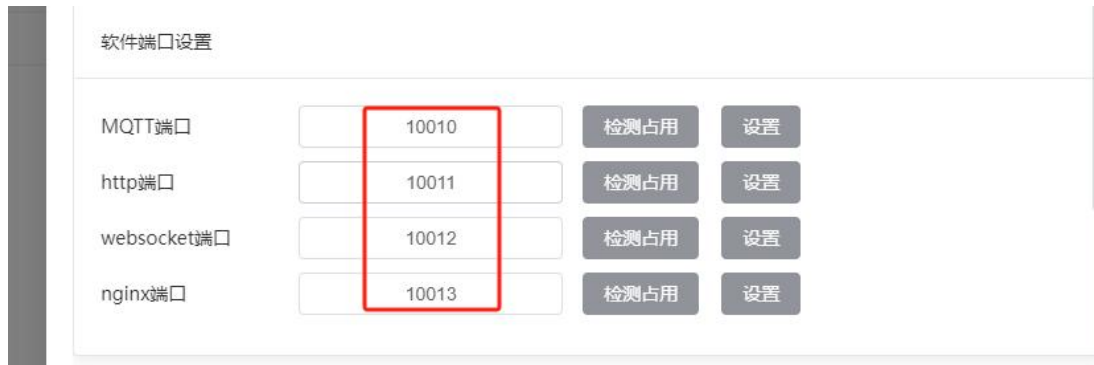 软件端口设置
MQTT端口 10010 检测占用 设置
http端口 10011 检测占用 设置
websocket端口 10012 检测占用 设置
nginx端口 10013 检测占用 设置